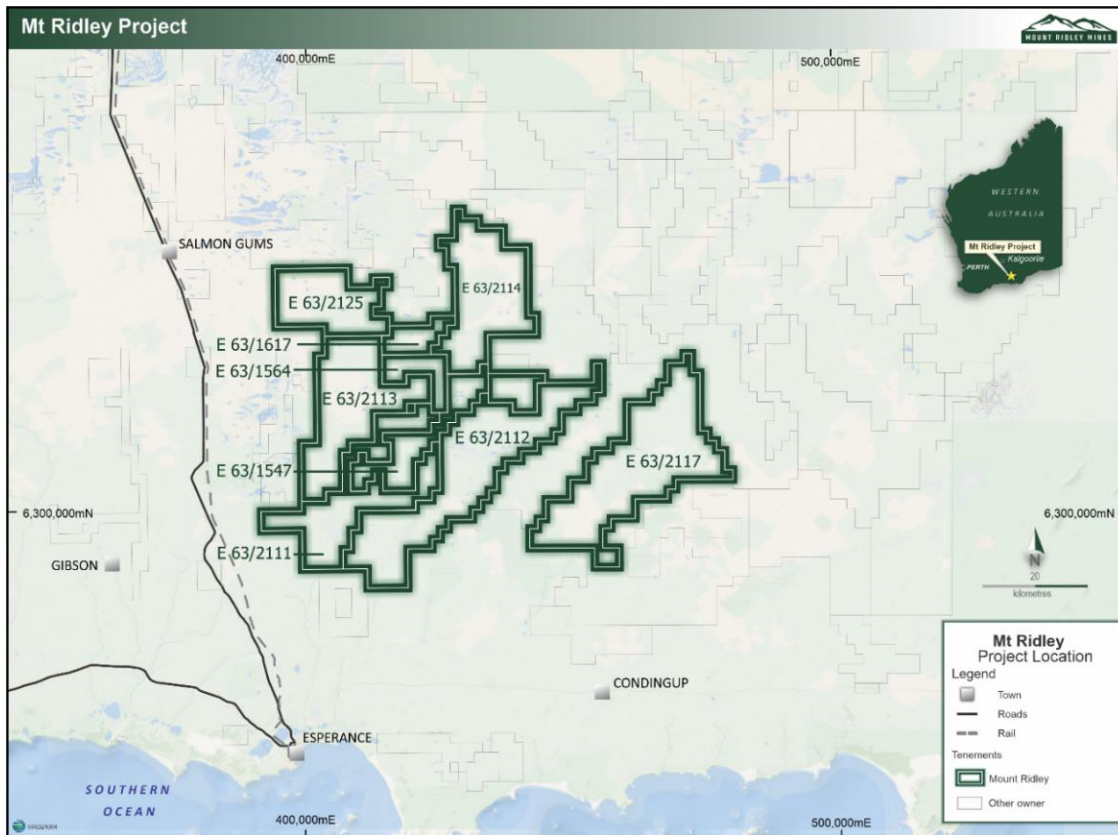 Mt Ridley Project
MOUNT RIDLEY MINES
400,000mE
500,000mE
WESTERN
AUSTRALIA
Mt Ridley Project
Kalgoorlie
PERTH
SALMON GUMS
E 63/2125
E 63/2114
E 63/1617
E 63/1564
E 63/2113
E 63/2112
E 63/1547
E 63/2117
6,300,000mN
6,300,000mN
E 63/2111
GIBSON
N
20
kilometres
Mt Ridley
Project Location
Legend
Town
Roads
Rail
Tenements
Mount Ridley
Other owner
CONDINGUP
ESPERANCE
SOUTHERN
OCEAN
400,000mE
500,000mE